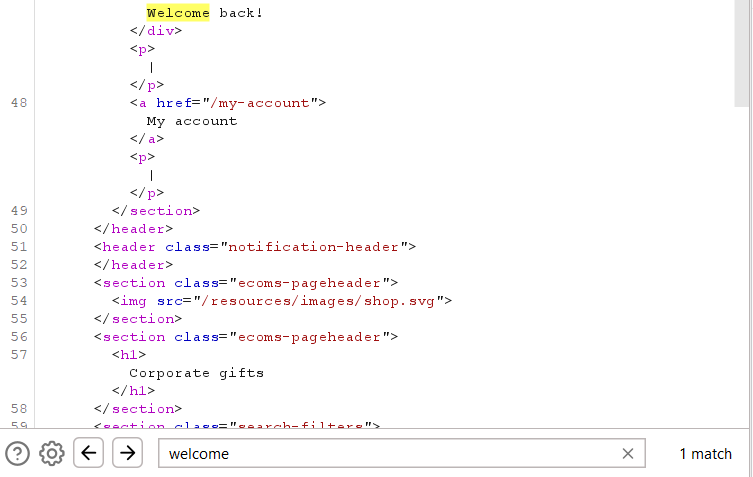 Welcome back!
</div>
<p>
|
</p>
48 <a href="/my-account">
My account
</a>
<p>
|
</p>
49 </section>
50 </header>
51 <header class="notification-header">
52 </header>
53 <section class="ecoms-pageheader">
54 <img src="/resources/images/shop.svg">
55 </section>
56 <section class="ecoms-pageheader">
57 <h1>
Corporate gifts
</h1>
58 </section>
59 <section class="search-filters">
welcome 1 match